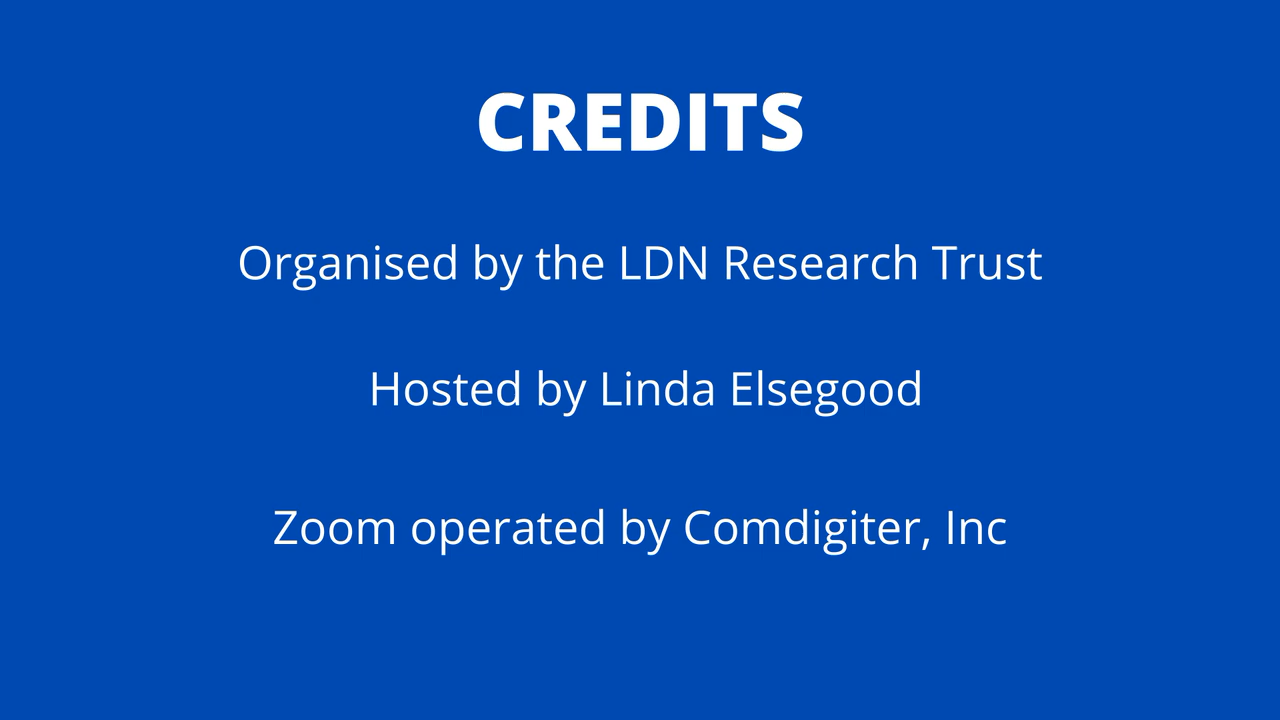 CREDITS
Organised by the LDN Research Trust
Hosted by Linda Elsegood
Zoom operated by Comdigiter, Inc